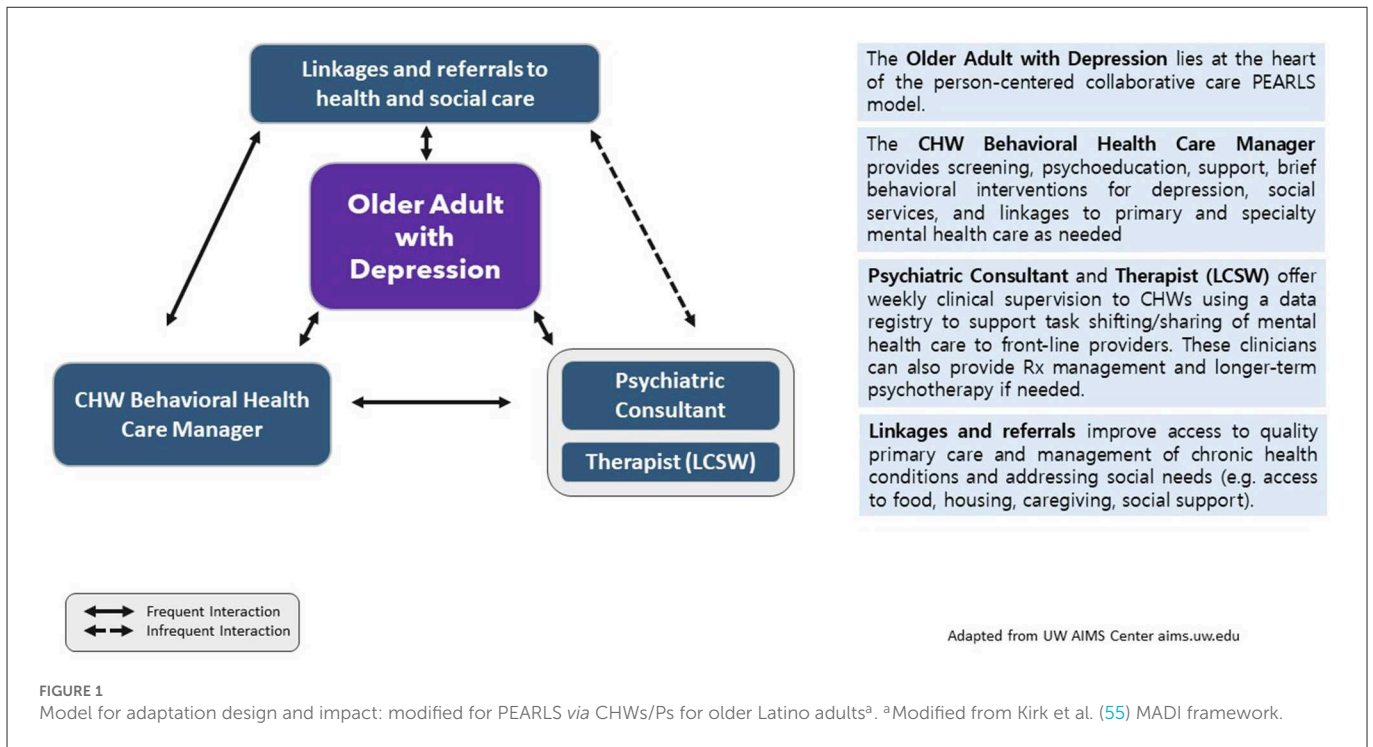 Linkages and referrals to
health and social care
Older Adult
with
Depression
CHW Behavioral Health
Care Manager
Psychiatric
Consultant
Therapist (LCSW)
Frequent Interaction
Infrequent Interaction
The Older Adult with Depression lies at the heart
of the person-centered collaborative care PEARLS
model.
The CHW Behavioral Health Care Manager
provides screening, psychoeducation, support, brief
behavioral interventions for depression, social
services, and linkages to primary and specialty
mental health care as needed
Psychiatric Consultant and Therapist (LCSW) offer
weekly clinical supervision to CHWs using a data
registry to support task shifting/sharing of mental
health care to front-line providers. These clinicians
can also provide Rx management and longer-term
psychotherapy if needed.
Linkages and referrals improve access to quality
primary care and management of chronic health
conditions and addressing social needs (e.g. access
to food, housing, caregiving, social support).
Adapted from UW AIMS Center aims.uw.edu
FIGURE 1
Model for adaptation design and impact: modified for PEARLS via CHWs/Ps for older Latino adultsᵃ. ᵃModified from Kirk et al. (55) MADI framework.